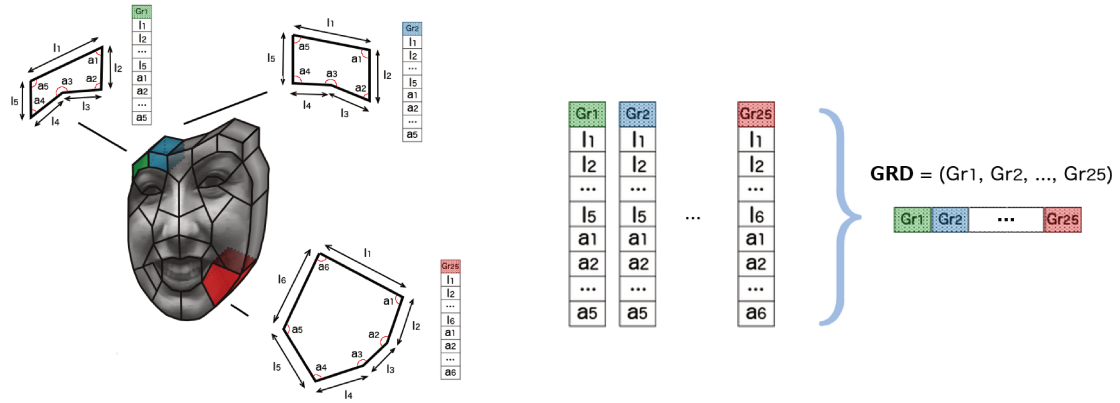 l1
l2
l3
l4
l5
a1
a2
a3
a4
a5
Gr1
l1
l2
...
l5
a1
a2
...
a5
l1
l2
l3
l4
l5
a1
a2
a3
a4
a5
Gr2
l1
l2
...
l5
a1
a2
...
a5
l1
l2
l3
l4
l5
l6
a1
a2
a3
a4
a5
a6
Gr25
l1
l2
...
l6
a1
a2
...
a6
Gr1
l1
l2
...
l5
a1
a2
...
a5
Gr2
l1
l2
...
l5
a1
a2
...
a5
...
Gr25
l1
l2
...
l6
a1
a2
...
a6
GRD = (Gr1, Gr2, ..., Gr25)
Gr1 Gr2 ... Gr25